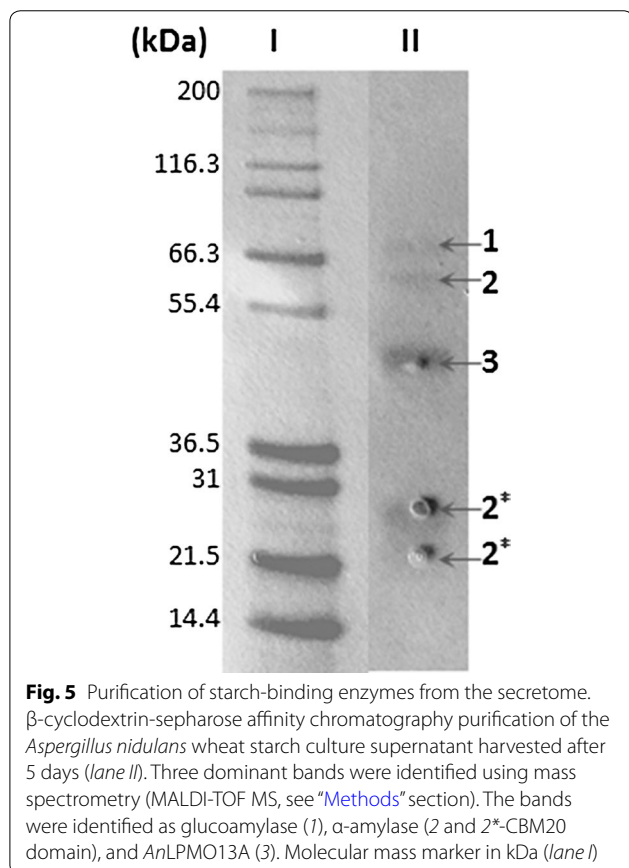 (kDa) I II
200
116.3
1
66.3
2
55.4
3
36.5
31
2*
21.5
2*
14.4
Fig. 5 Purification of starch-binding enzymes from the secretome.
β-cyclodextrin-sepharose affinity chromatography purification of the
Aspergillus nidulans wheat starch culture supernatant harvested after
5 days (lane II). Three dominant bands were identified using mass
spectrometry (MALDI-TOF MS, see “Methods” section). The bands
were identified as glucoamylase (1), α-amylase (2 and 2*-CBM20
domain), and AnLPMO13A (3). Molecular mass marker in kDa (lane I)